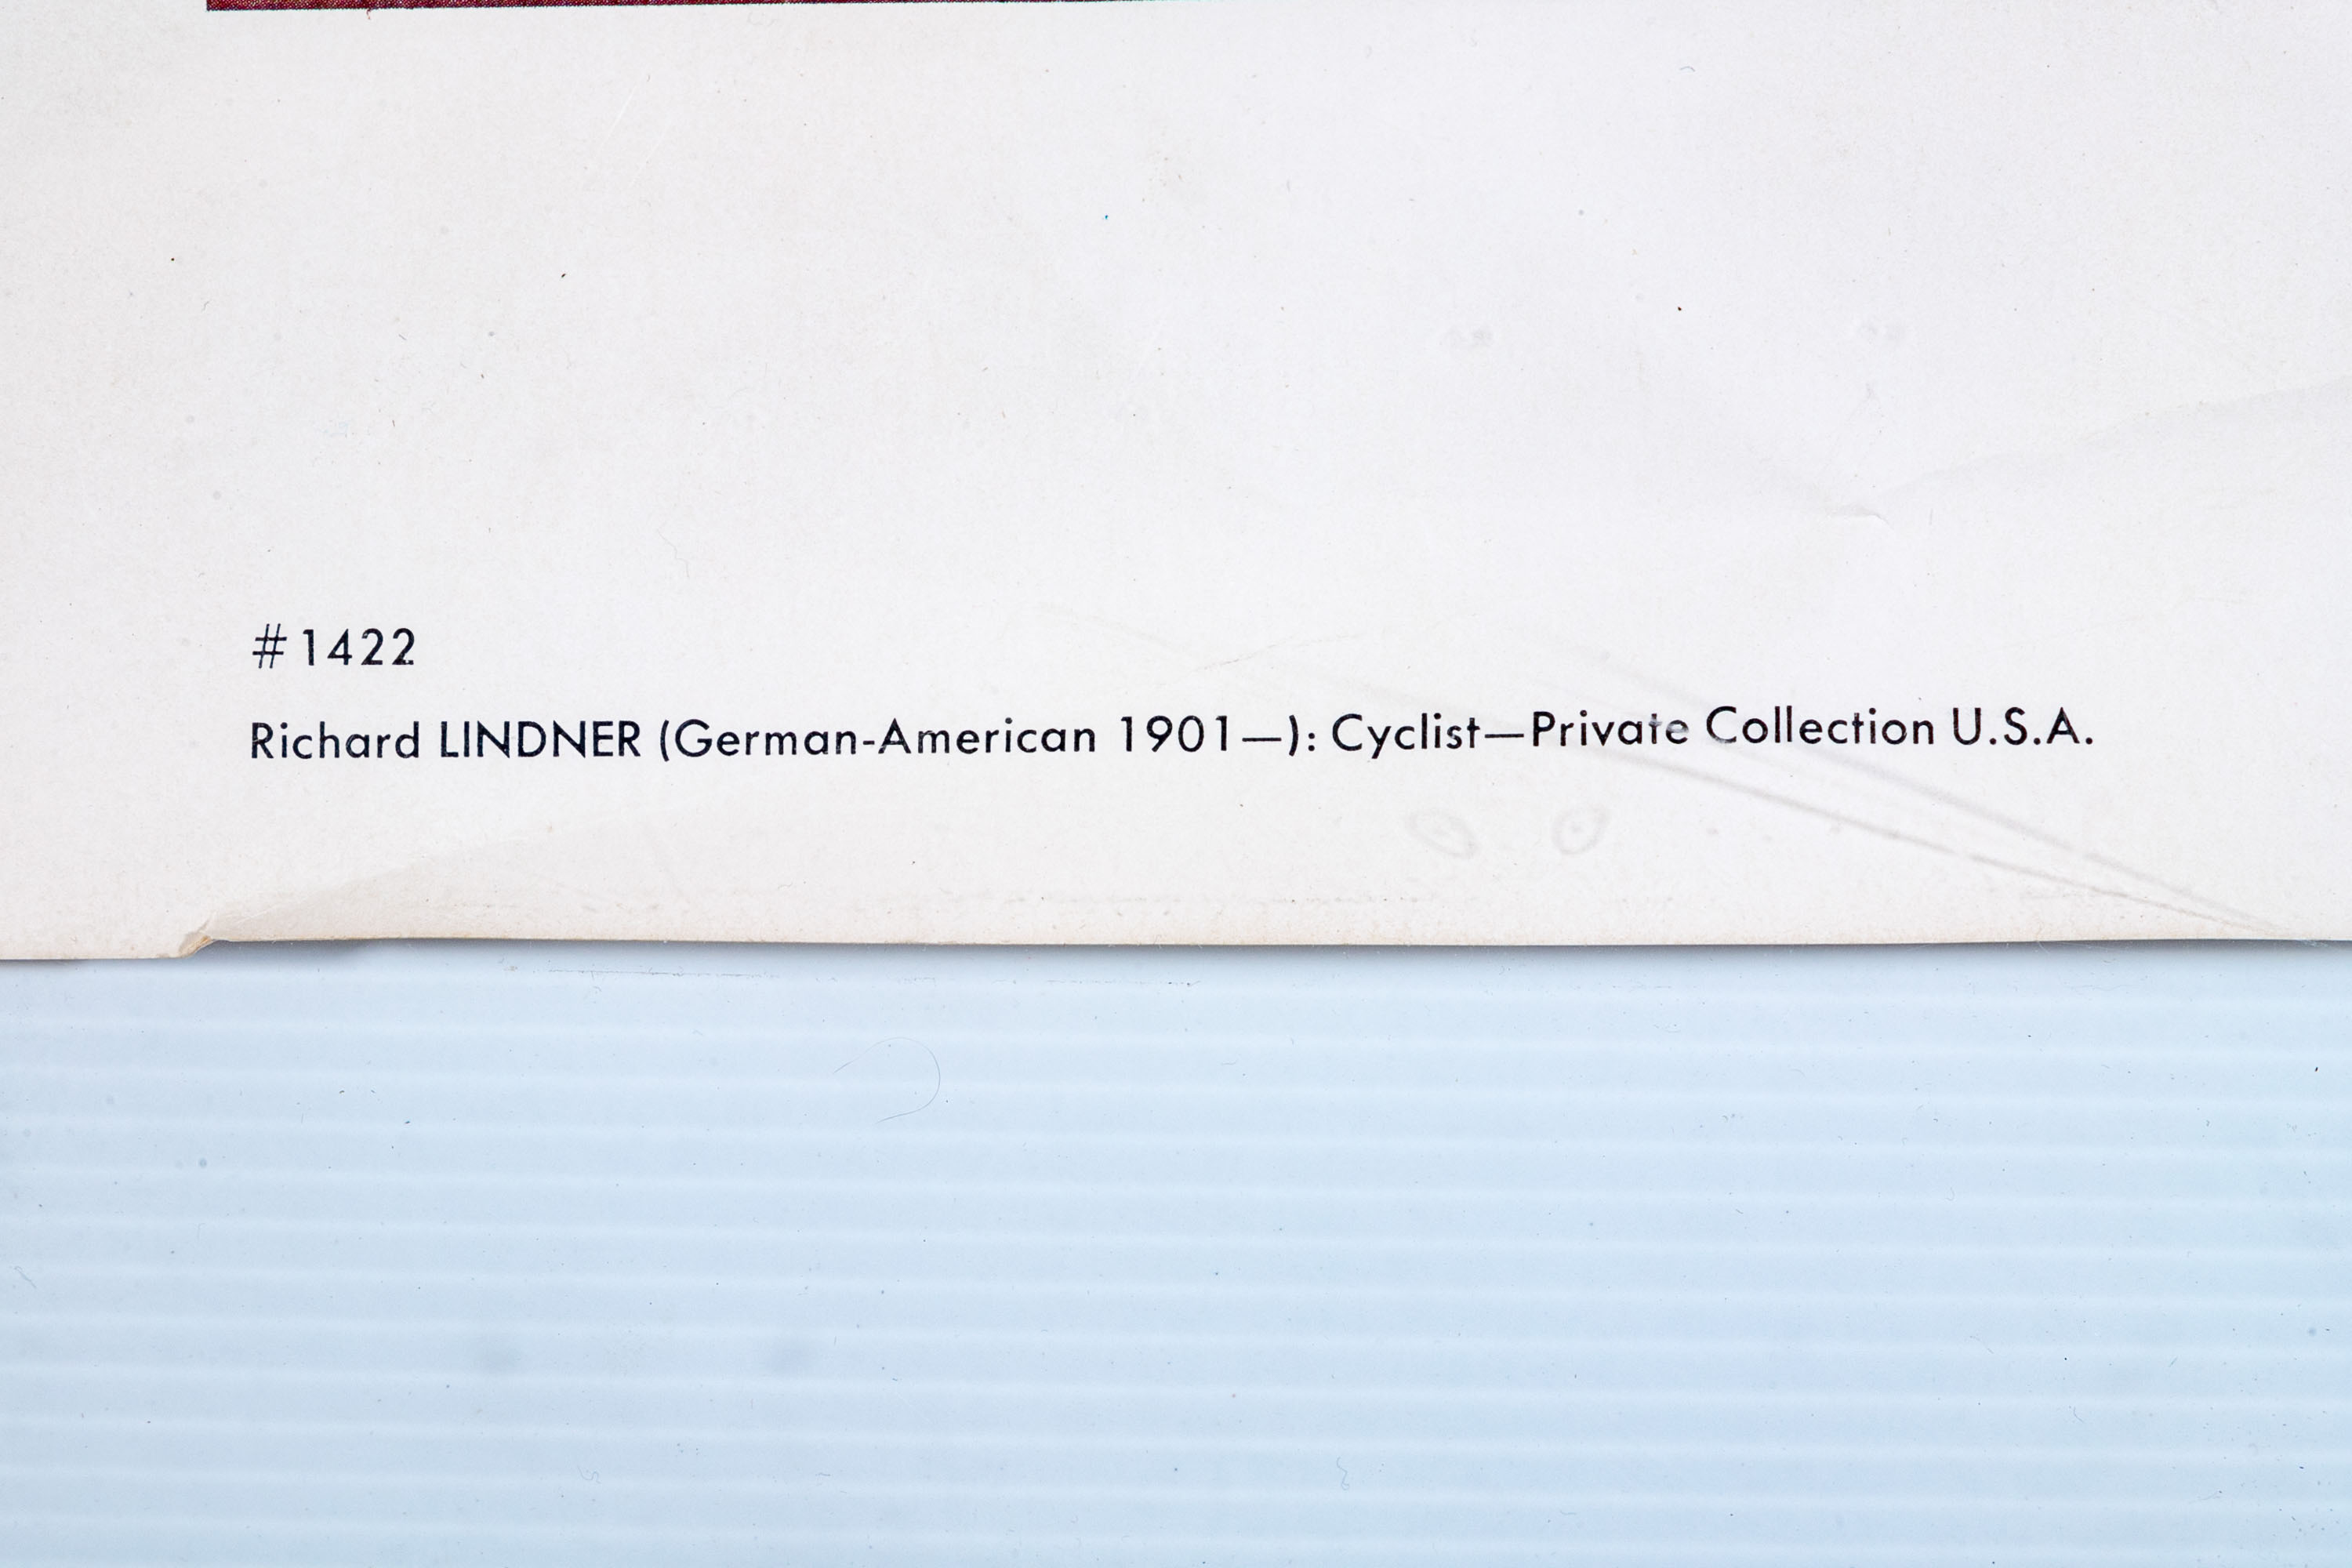 #1422
Richard LINDNER (German-American 1901—): Cyclist—Private Collection U.S.A.